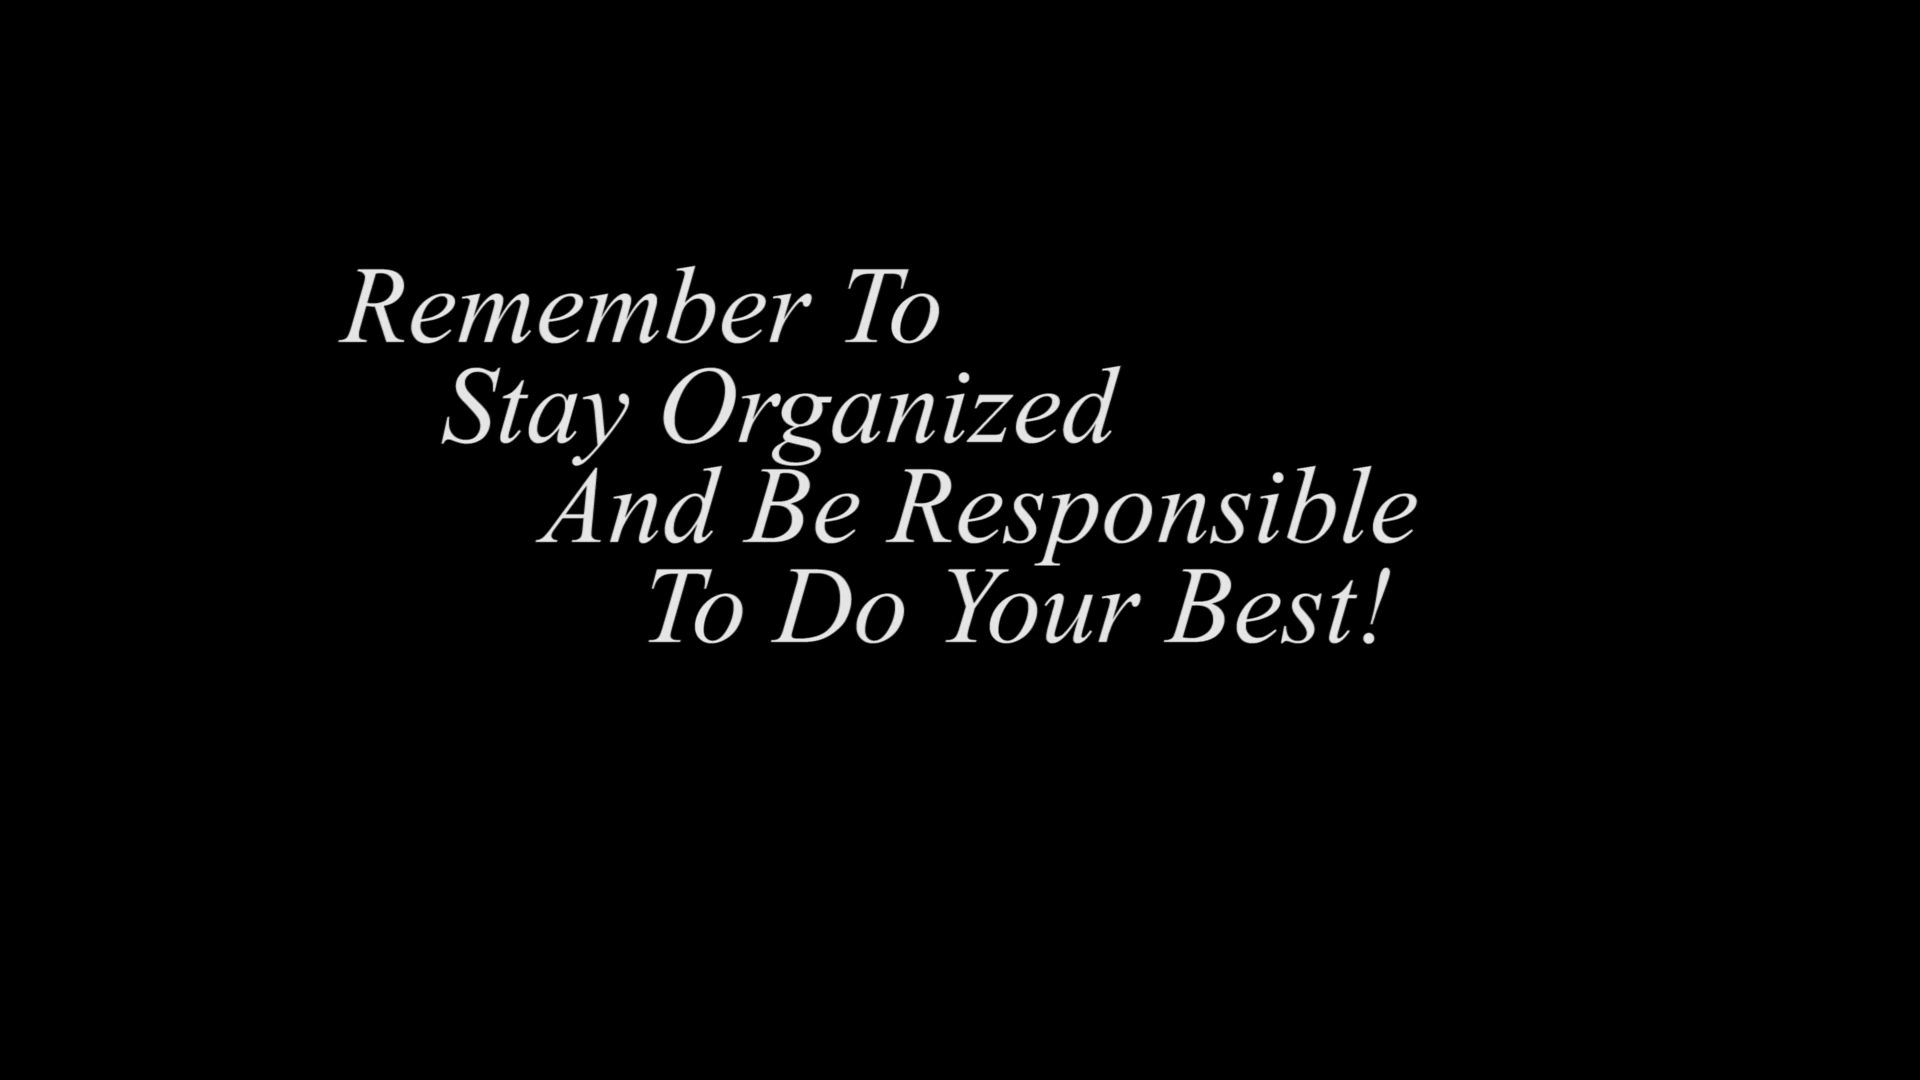 Remember To
Stay Organized
And Be Responsible
To Do Your Best!